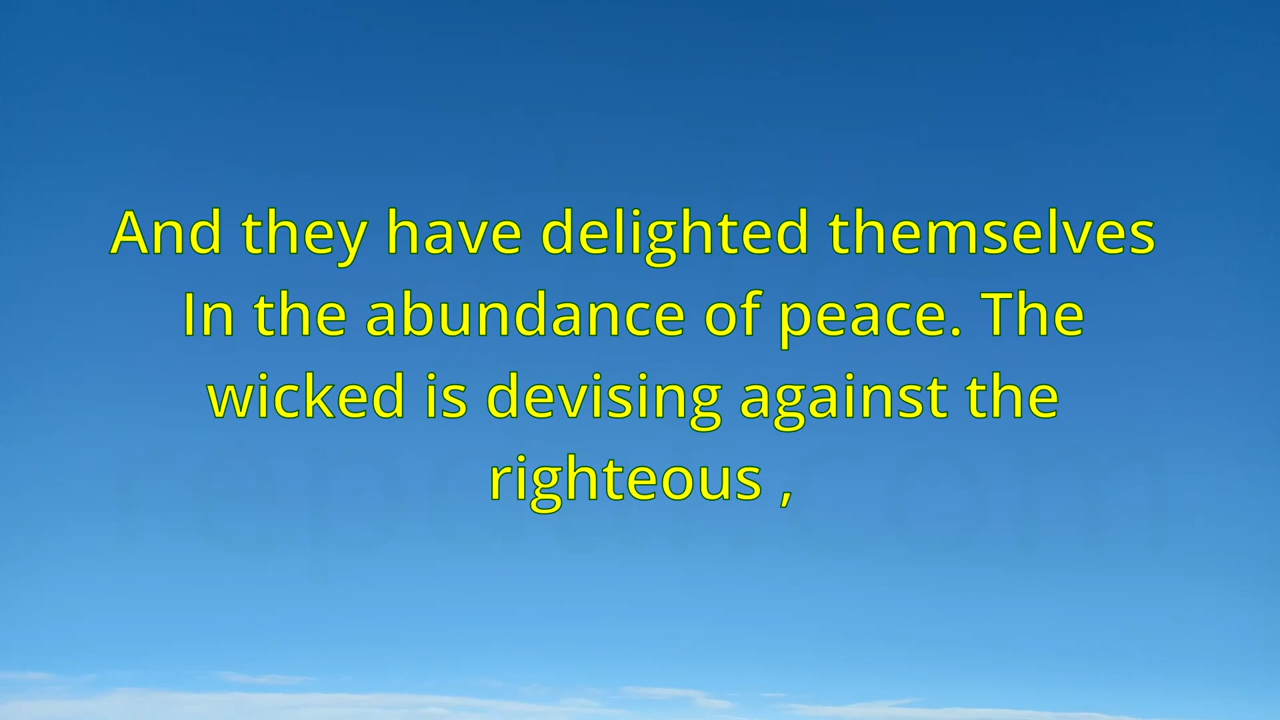 And they have delighted themselves
In the abundance of peace. The
wicked is devising against the
righteous ,